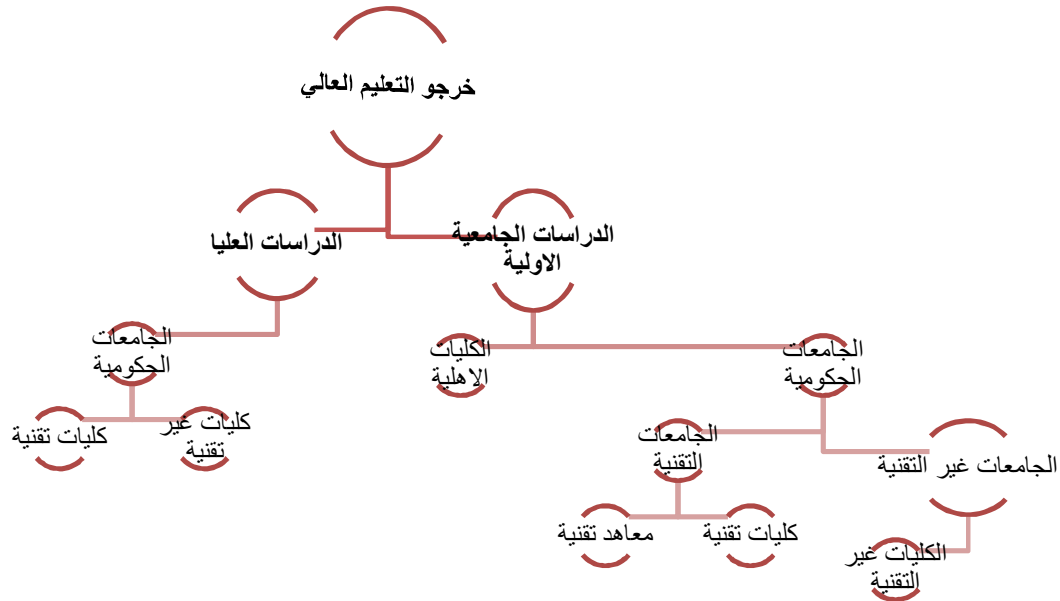 خرجو التعليم العالي
الدراسات الجامعية
الاولية
الدراسات العليا
الجامعات
الحكومية
الكليات
الاهلية
الجامعات
الحكومية
الجامعات غير التقنية
الجامعات
التقنية
كليات غير
تقنية
كليات تقنية
كليات تقنية
معاهد تقنية
الكليات غير
التقنية